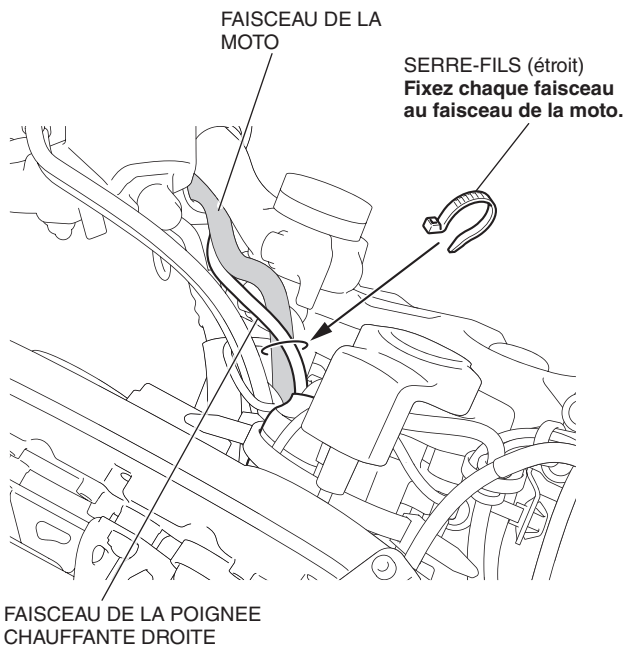 FAISCEAU DE LA
MOTO
SERRE-FILS (étroit)
Fixez chaque faisceau
au faisceau de la moto.
FAISCEAU DE LA POIGNEE
CHAUFFANTE DROITE